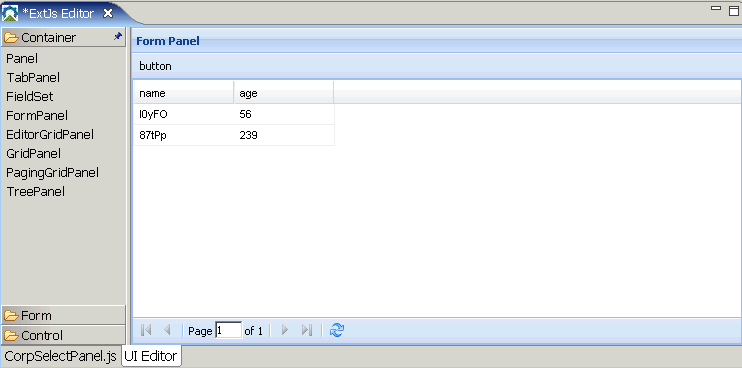 *ExtJs Editor
Container
Panel
TabPanel
FieldSet
FormPanel
EditorGridPanel
GridPanel
PagingGridPanel
TreePanel
Form
Control
Form Panel
button
name age
l0yFO 56
87tPp 239
Page 1 of 1
CorpSelectPanel.js UI Editor